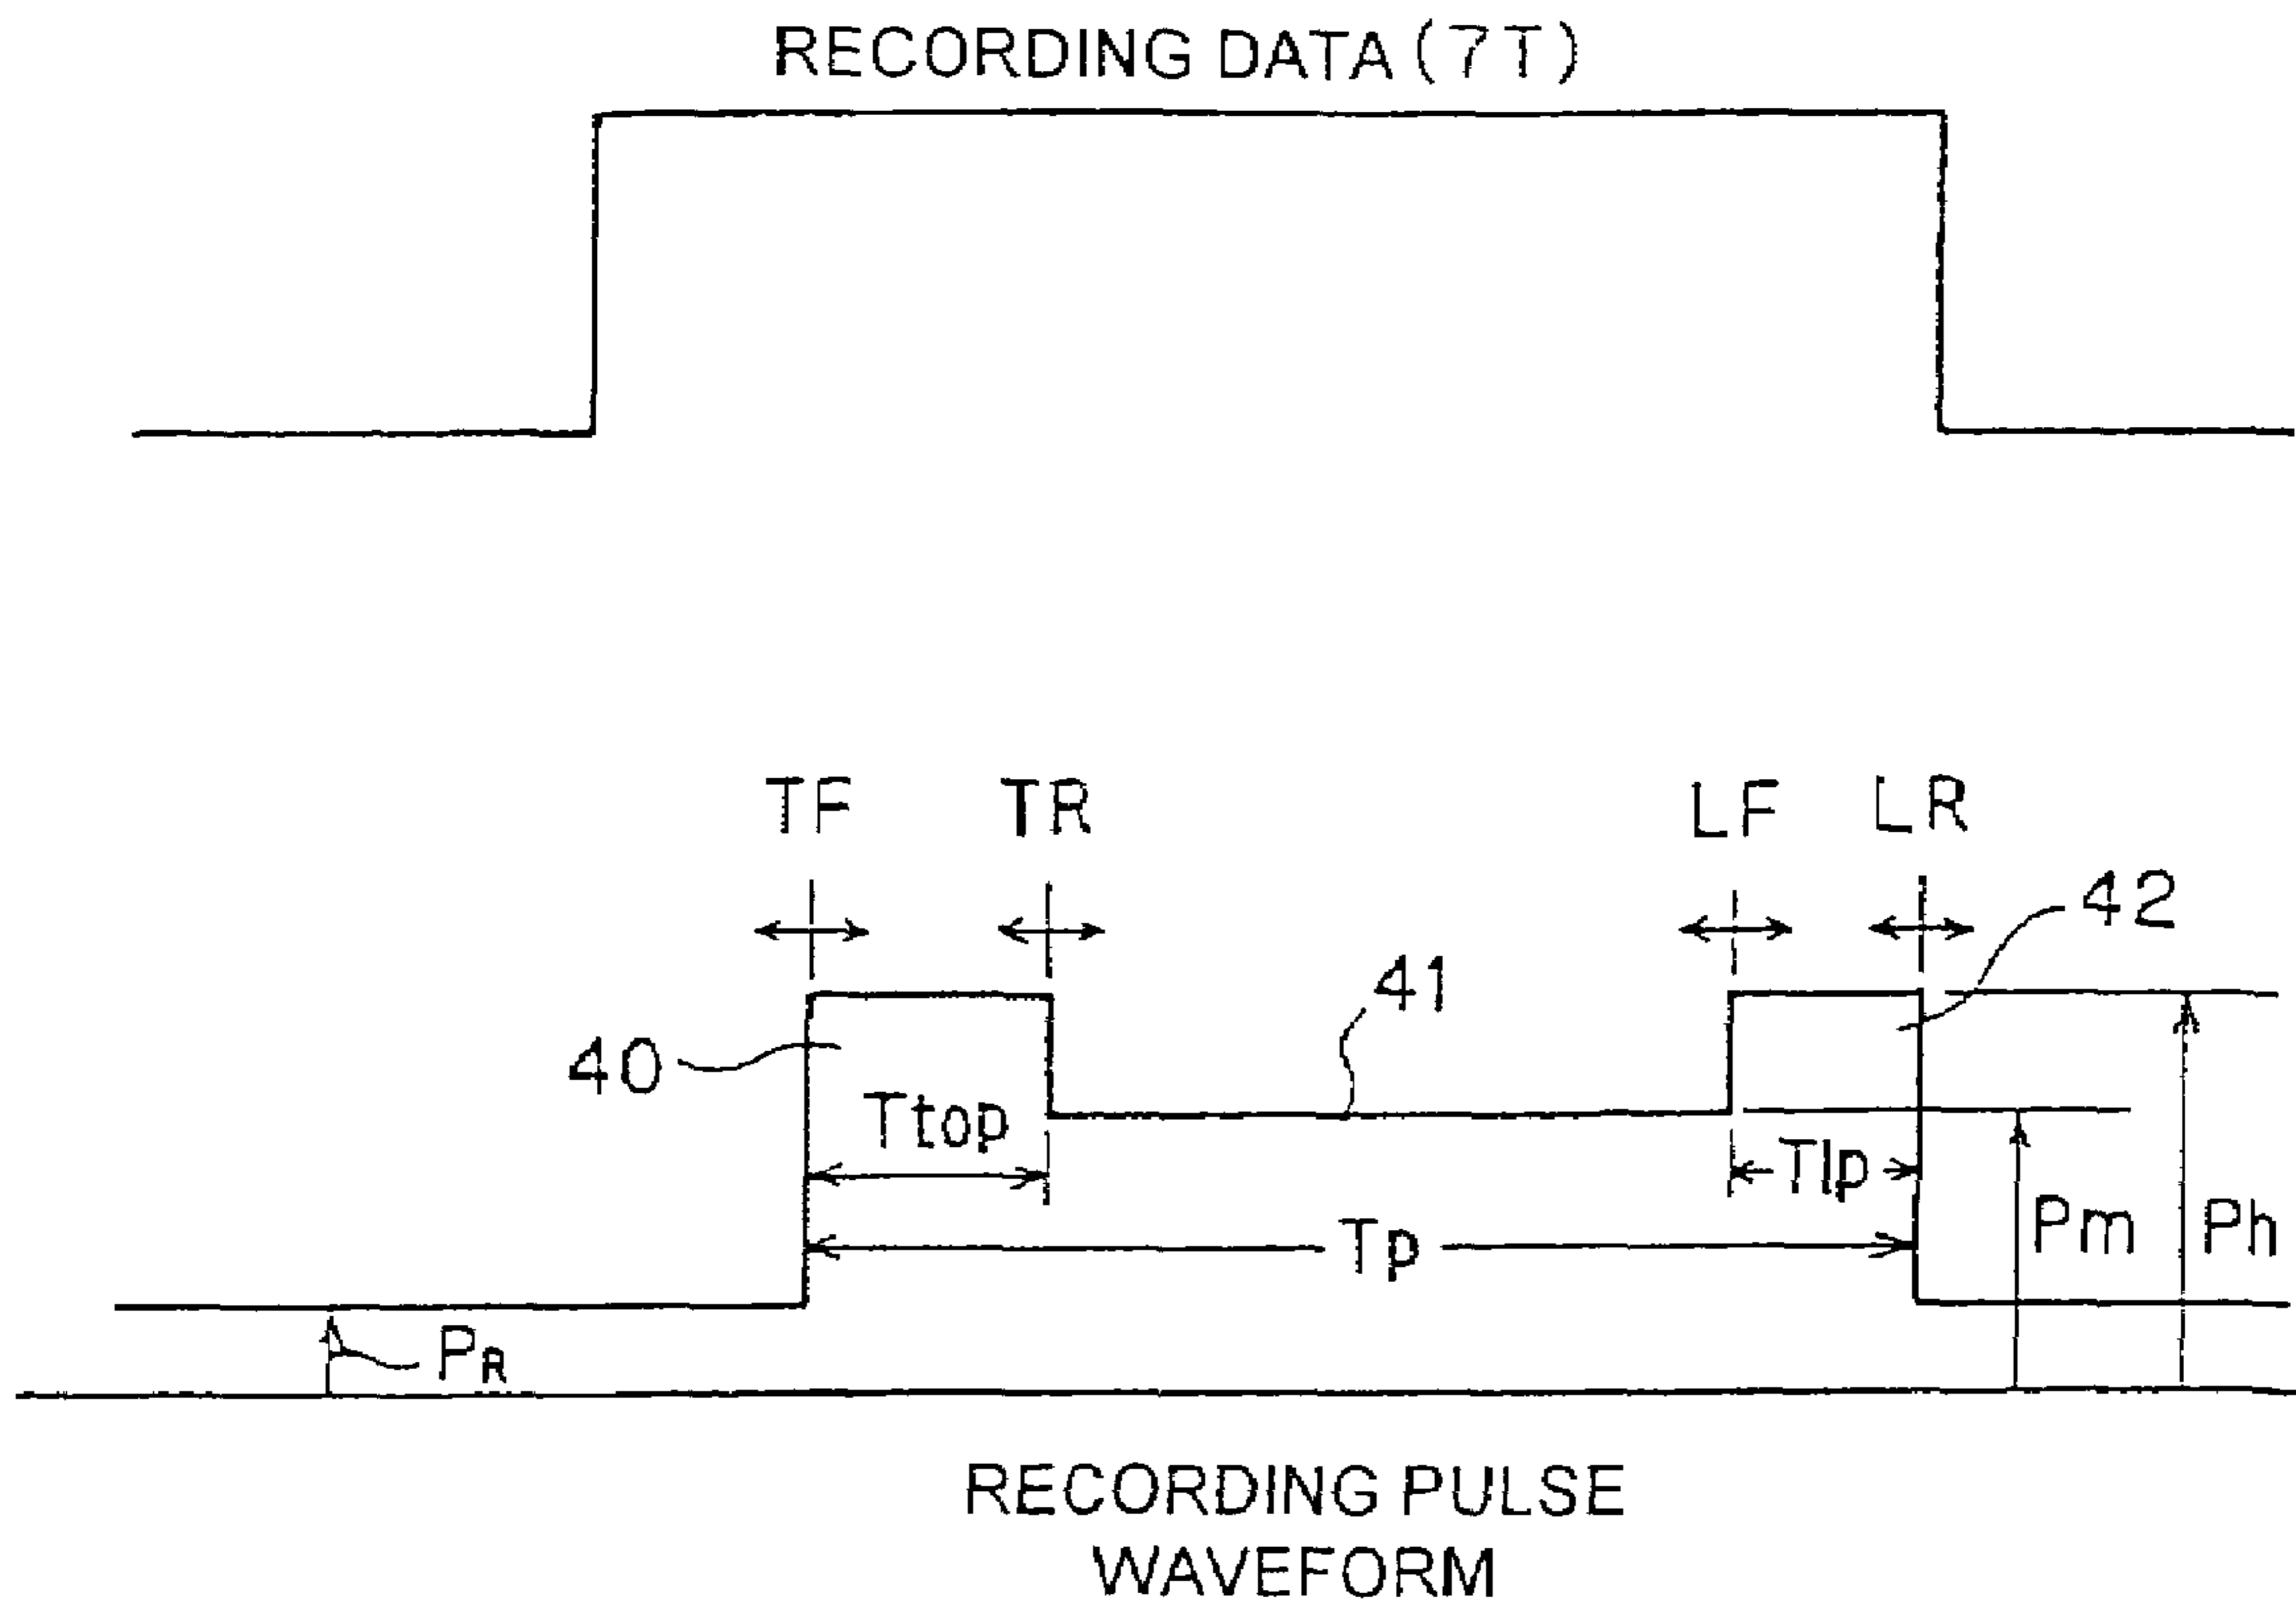 RECORDING DATA (7T)
TF TR LF LR
42
41
40
Ttop
Tlp
Pm Ph
Tp
PR
RECORDING PULSE
WAVEFORM